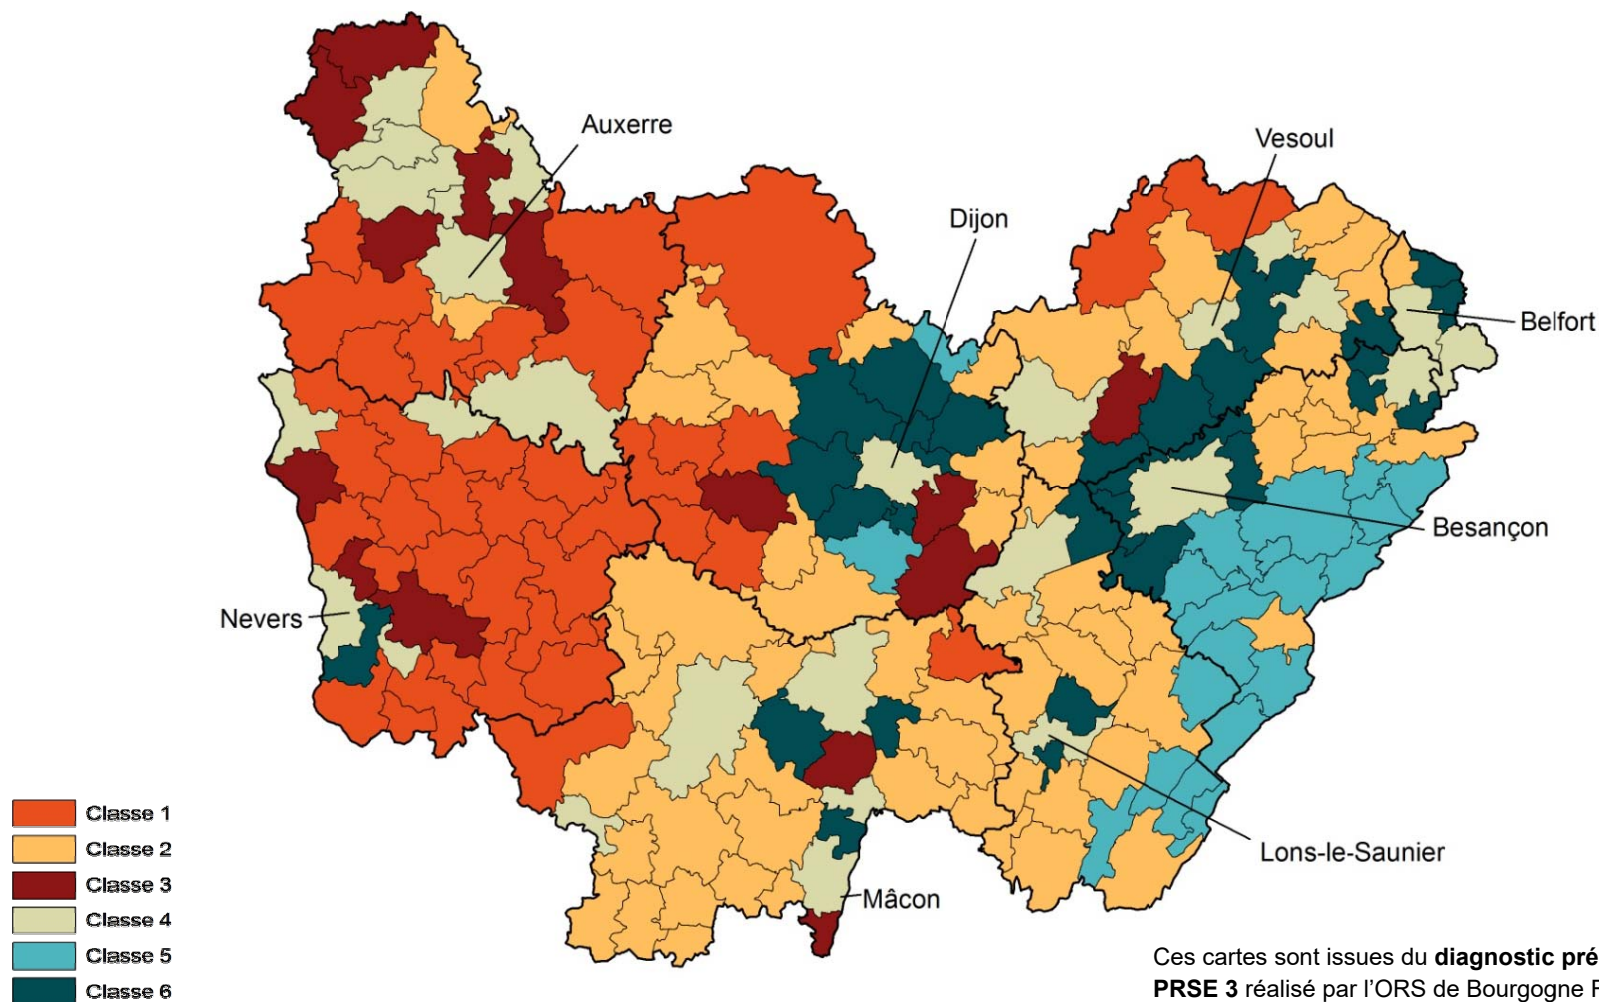 Auxerre
Vesoul
Dijon
Belfort
Besançon
Nevers
Classe 1
Classe 2
Classe 3
Classe 4
Classe 5
Classe 6
Lons-le-Saunier
Mâcon
Ces cartes sont issues du diagnostic pré
PRSE 3 réalisé par l'ORS de Bourgogne F